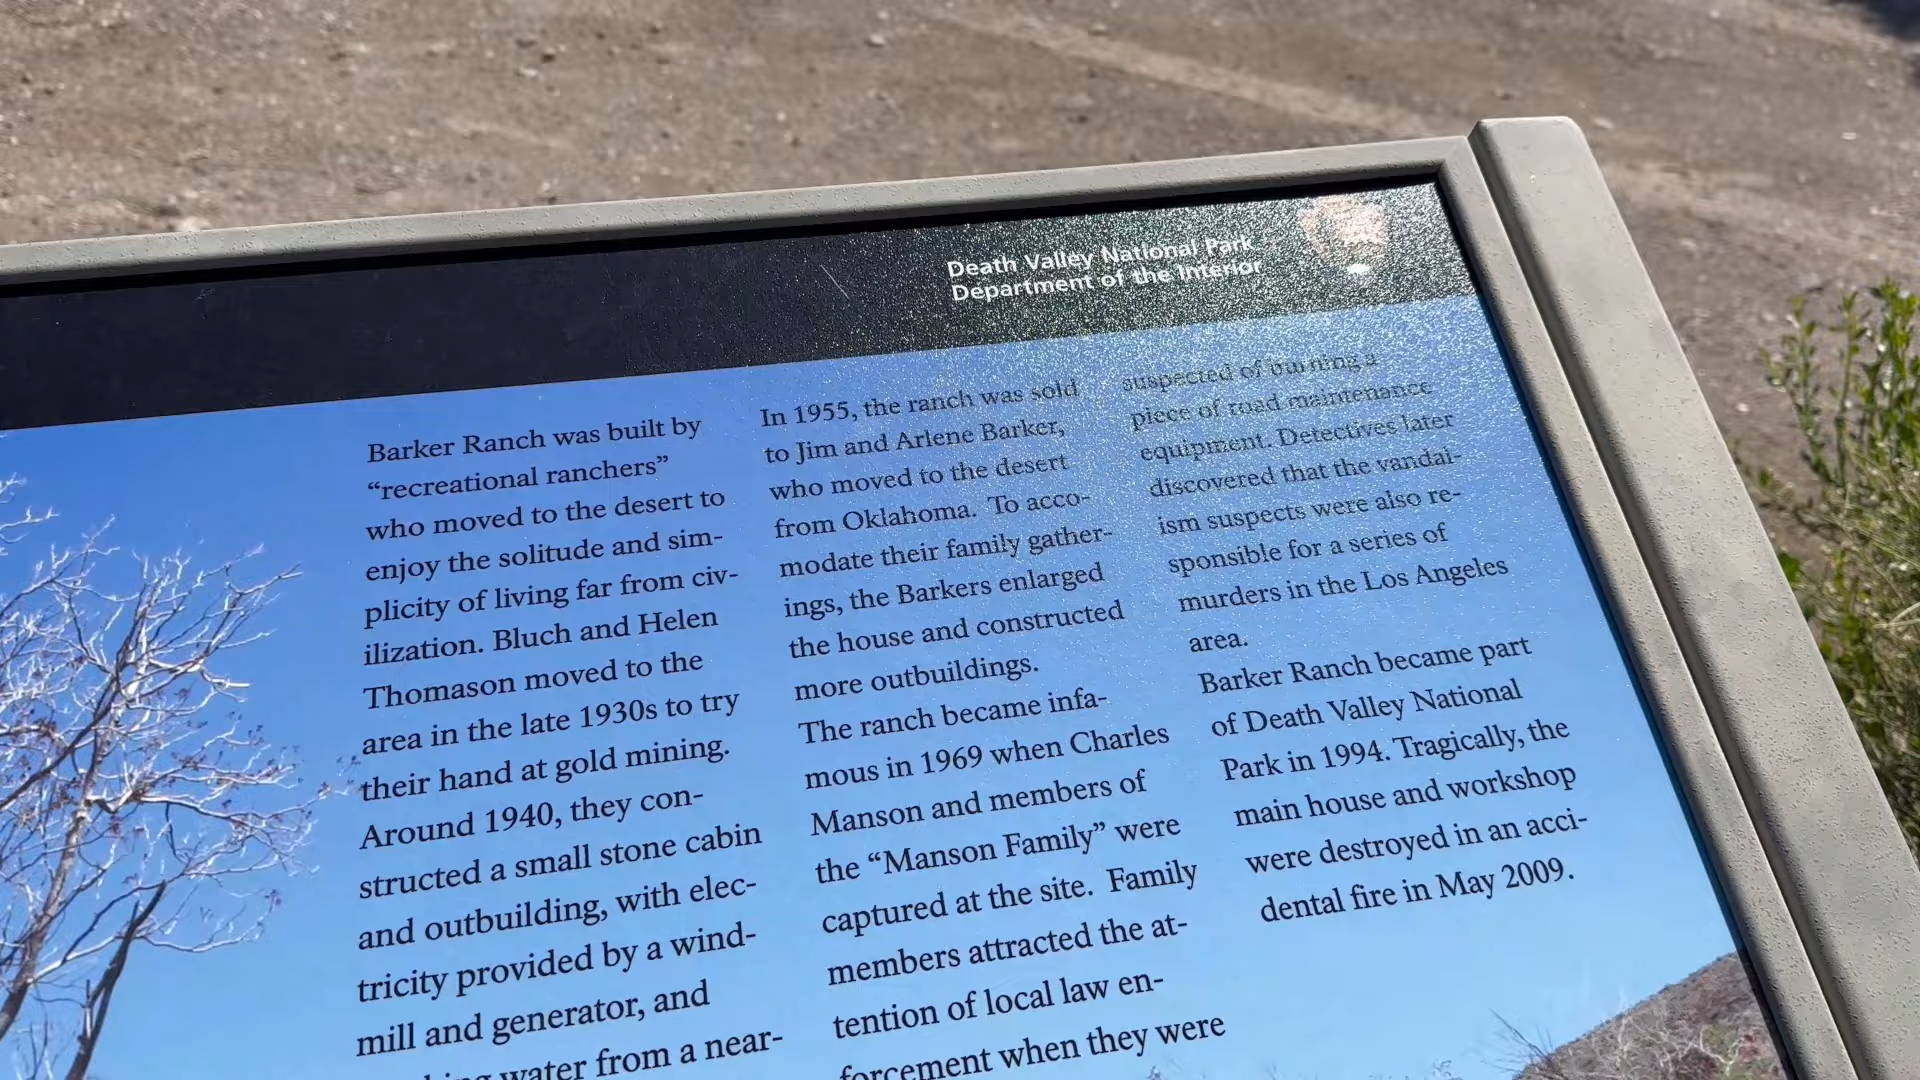 Death Valley National Park
Department of the Interior
Barker Ranch was built by
“recreational ranchers”
who moved to the desert to
enjoy the solitude and sim-
plicity of living far from civ-
ilization. Bluch and Helen
Thomason moved to the
area in the late 1930s to try
their hand at gold mining.
Around 1940, they con-
structed a small stone cabin
and outbuilding, with elec-
tricity provided by a wind-
mill and generator, and
water from a near-
In 1955, the ranch was sold
to Jim and Arlene Barker,
who moved to the desert
from Oklahoma. To acco-
modate their family gather-
ings, the Barkers enlarged
the house and constructed
more outbuildings.
The ranch became infa-
mous in 1969 when Charles
Manson and members of
the “Manson Family” were
captured at the site. Family
members attracted the at-
tention of local law en-
forcement when they were
suspected of burning a
piece of road maintenance
equipment. Detectives later
discovered that the vandal-
ism suspects were also re-
sponsible for a series of
murders in the Los Angeles
area.
Barker Ranch became part
of Death Valley National
Park in 1994. Tragically, the
main house and workshop
were destroyed in an acci-
dental fire in May 2009.